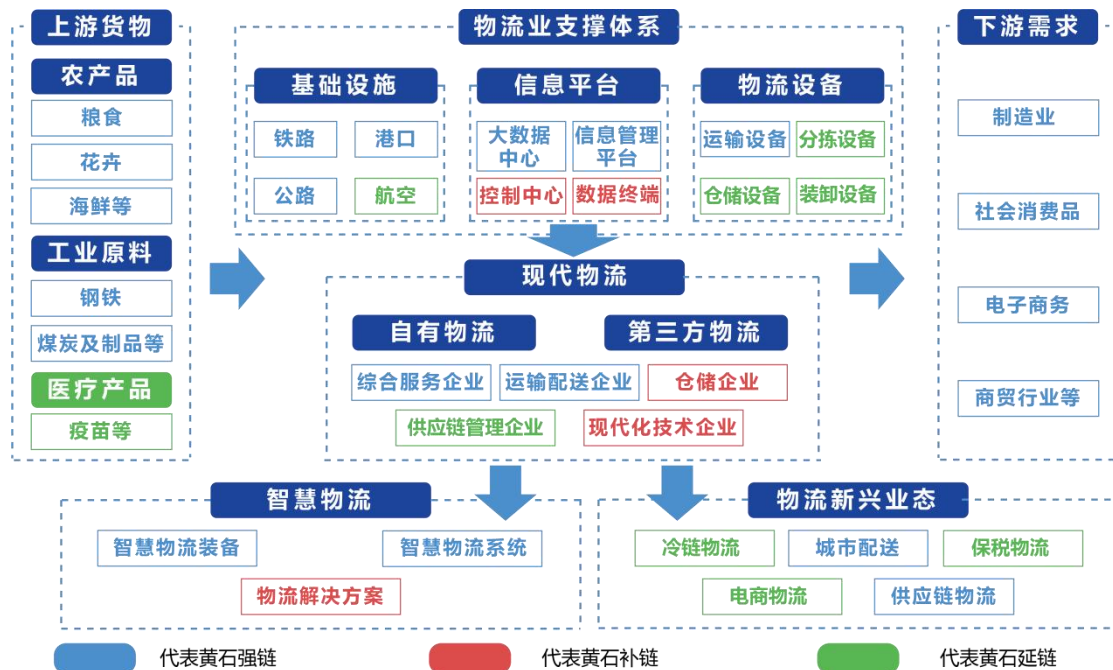 上游货物
农产品
粮食
花卉
海鲜等
工业原料
钢铁
煤炭及制品等
医疗产品
疫苗等
物流业支撑体系
基础设施
铁路
港口
公路
航空
信息平台
大数据
中心
信息管理
平台
控制中心
数据终端
物流设备
运输设备
分拣设备
仓储设备
装卸设备
现代物流
自有物流
第三方物流
综合服务企业
运输配送企业
仓储企业
供应链管理企业
现代化技术企业
下游需求
制造业
社会消费品
电子商务
商贸行业等
智慧物流
智慧物流装备
智慧物流系统
物流解决方案
物流新兴业态
冷链物流
城市配送
保税物流
电商物流
供应链物流
代表黄石强链
代表黄石补链
代表黄石延链